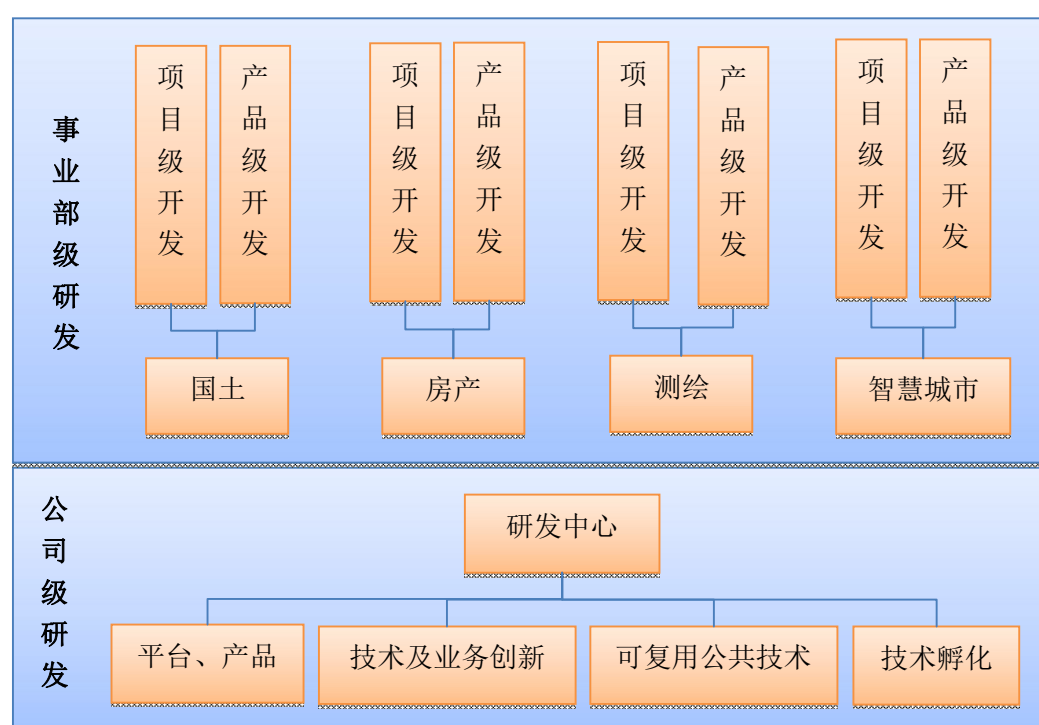 事业部级研发
项目级开发
产品级开发
项目级开发
产品级开发
项目级开发
产品级开发
项目级开发
产品级开发
国土
房产
测绘
智慧城市
公司级研发
研发中心
平台、产品
技术及业务创新
可复用公共技术
技术孵化